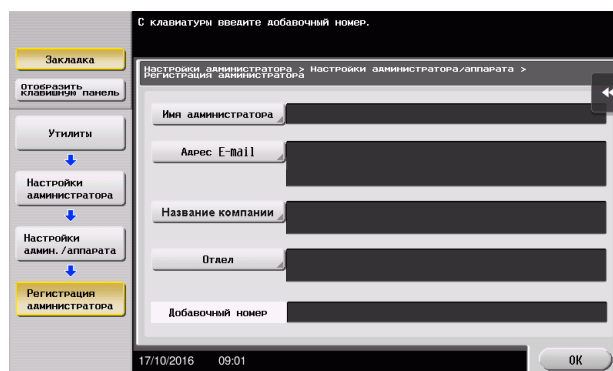 С клавиатуры введите добавочный номер.
Закладка
Отобразить
клавишную панель
Настройки администратора > Настройки администратора/аппарата >
Регистрация администратора
Имя администратора
Утилиты
Адрес E-mail
Настройки
администратора
Название компании
Настройки
админ./аппарата
Отдел
Регистрация
администратора
Добавочный номер
17/10/2016 09:01
OK